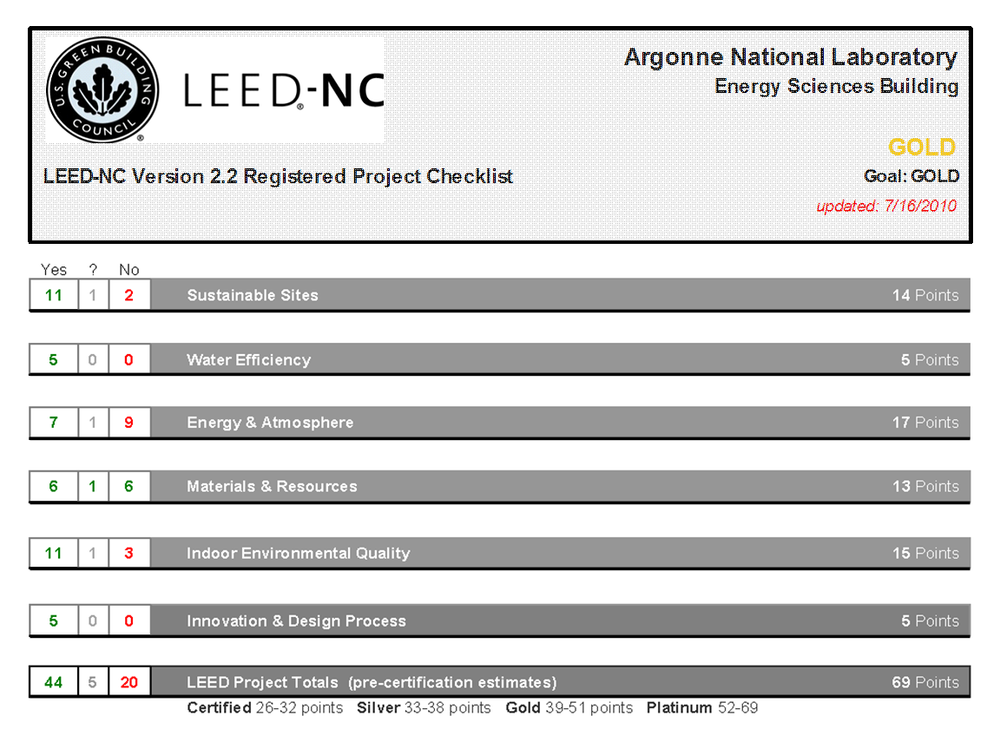 U.S. GREEN BUILDING COUNCIL ®
LEED®-NC
Argonne National Laboratory
Energy Sciences Building
GOLD
LEED-NC Version 2.2 Registered Project Checklist
Goal: GOLD
updated: 7/16/2010
Yes ? No
11 1 2 Sustainable Sites 14 Points
5 0 0 Water Efficiency 5 Points
7 1 9 Energy & Atmosphere 17 Points
6 1 6 Materials & Resources 13 Points
11 1 3 Indoor Environmental Quality 15 Points
5 0 0 Innovation & Design Process 5 Points
44 5 20 LEED Project Totals (pre-certification estimates) 69 Points
Certified 26-32 points Silver 33-38 points Gold 39-51 points Platinum 52-69